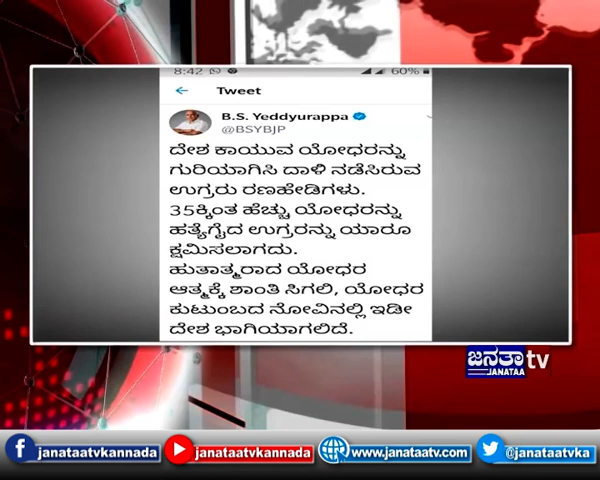 8:42 60%
Tweet
B.S. Yeddyurappa
@BSYBJP
ದೇಶ ಕಾಯುವ ಯೋಧರನ್ನು
ಗುರಿಯಾಗಿಸಿ ದಾಳಿ ನಡೆಸಿರುವ
ಉಗ್ರರು ರಣಹೇಡಿಗಳು.
35ಕ್ಕಿಂತ ಹೆಚ್ಚು ಯೋಧರನ್ನು
ಹತ್ಯೆಗೈದ ಉಗ್ರರನ್ನು ಯಾರೂ
ಕ್ಷಮಿಸಲಾಗದು.
ಹುತಾತ್ಮರಾದ ಯೋಧರ
ಆತ್ಮಕ್ಕೆ ಶಾಂತಿ ಸಿಗಲಿ, ಯೋಧರ
ಕುಟುಂಬದ ನೋವಿನಲ್ಲಿ ಇಡೀ
ದೇಶ ಭಾಗಿಯಾಗಲಿದೆ.
ಜನತಾ tv
JANATAA
janataatvkannada janataatvkannada www.janataatv.com @janataatvka